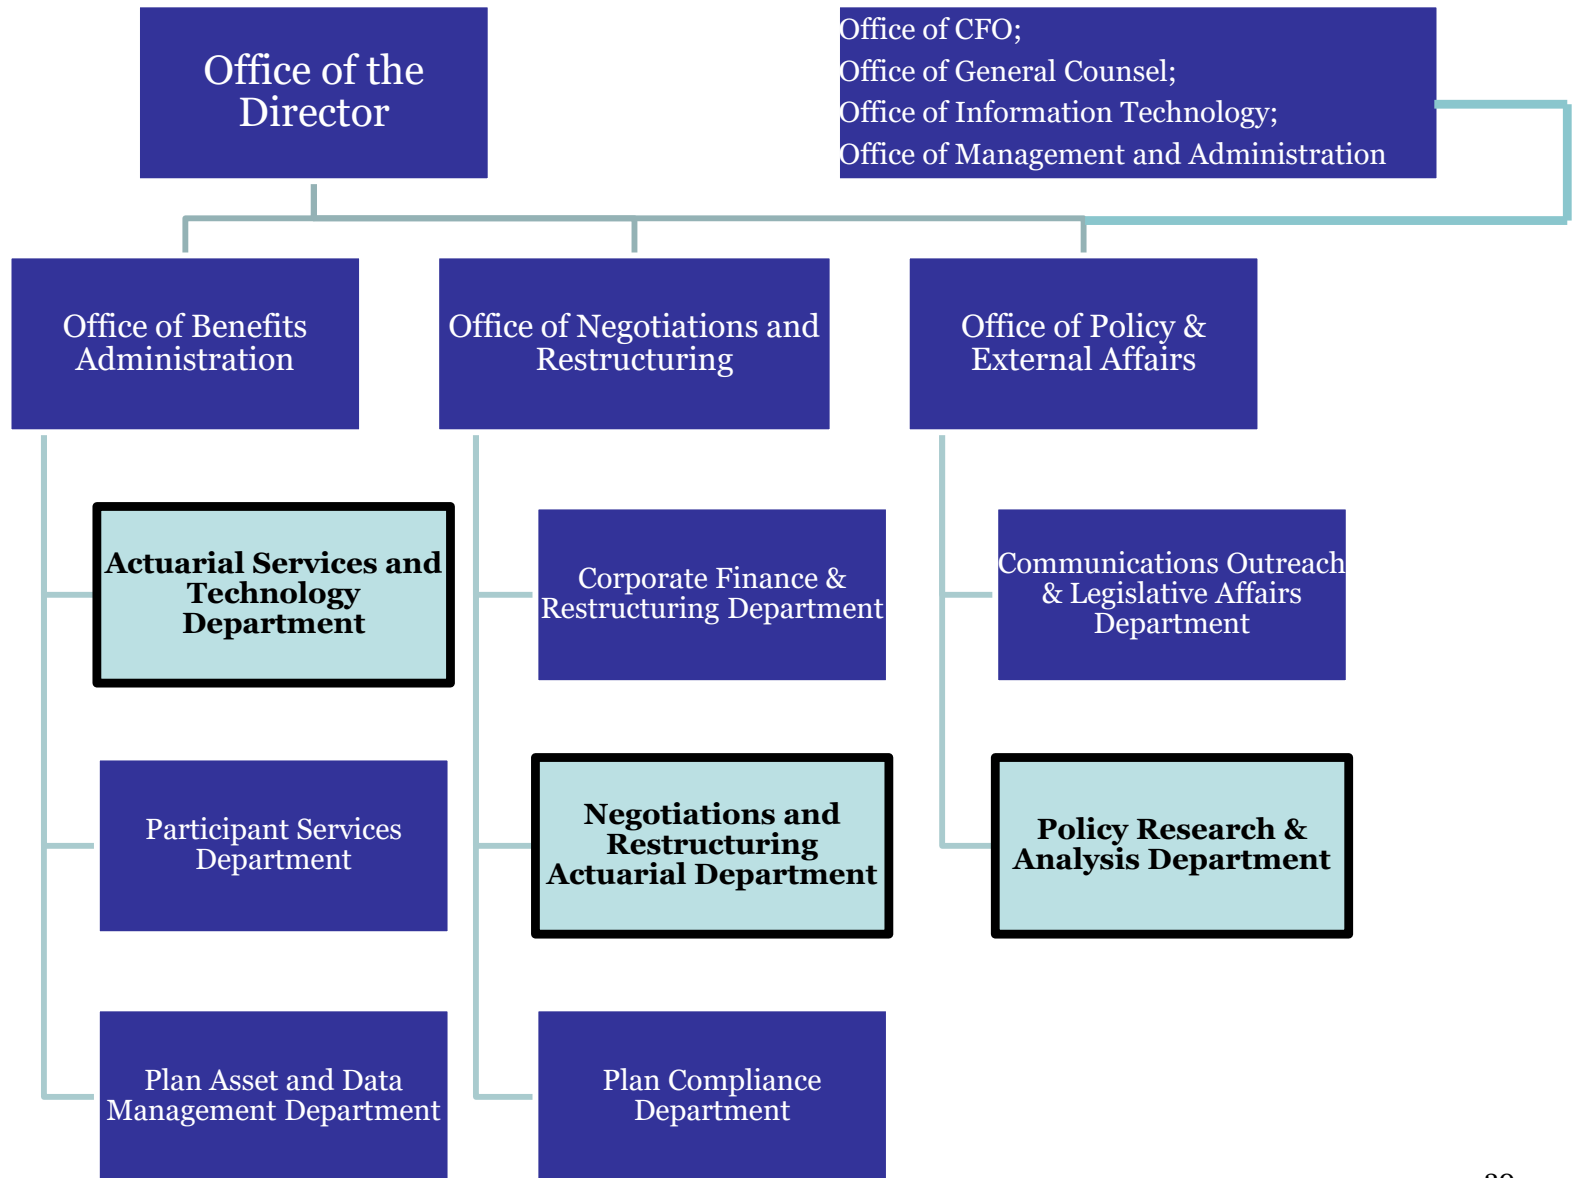 Office of the
Director
Office of CFO;
Office of General Counsel;
Office of Information Technology;
Office of Management and Administration
Office of Benefits
Administration
Office of Negotiations and
Restructuring
Office of Policy &
External Affairs
Actuarial Services and
Technology
Department
Corporate Finance &
Restructuring Department
Communications Outreach
& Legislative Affairs
Department
Participant Services
Department
Negotiations and
Restructuring
Actuarial Department
Policy Research &
Analysis Department
Plan Asset and Data
Management Department
Plan Compliance
Department